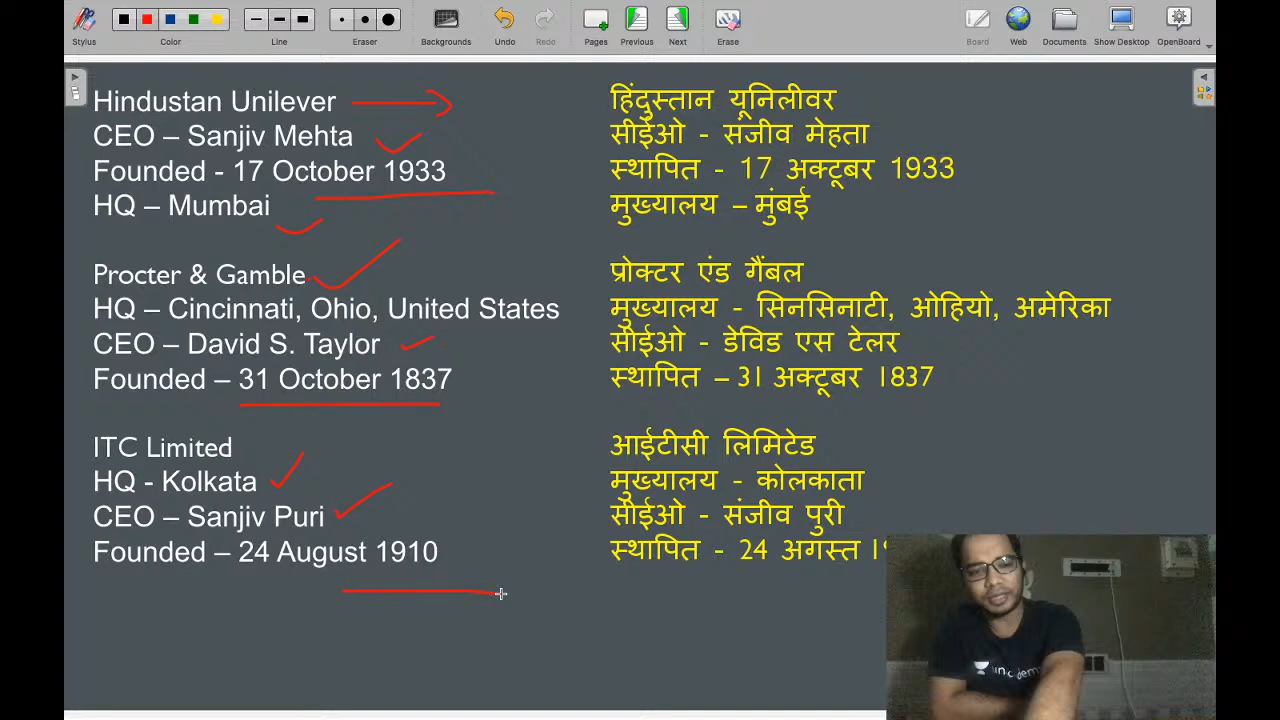 Stylus
Color
Line
Eraser
Backgrounds
Undo
Redo
Pages
Previous
Next
Erase
Board
Web
Documents
Show Desktop
OpenBoard
Hindustan Unilever
CEO – Sanjiv Mehta
Founded - 17 October 1933
HQ – Mumbai
Procter & Gamble
HQ – Cincinnati, Ohio, United States
CEO – David S. Taylor
Founded – 31 October 1837
ITC Limited
HQ - Kolkata
CEO – Sanjiv Puri
Founded – 24 August 1910
हिंदुस्तान यूनिलीवर
सीईओ - संजीव मेहता
स्थापित - 17 अक्टूबर 1933
मुख्यालय – मुंबई
प्रोक्टर एंड गैंबल
मुख्यालय - सिनसिनाटी, ओहियो, अमेरिका
सीईओ - डेविड एस टेलर
स्थापित – 31 अक्टूबर 1837
आईटीसी लिमिटेड
मुख्यालय - कोलकाता
सीईओ - संजीव पुरी
स्थापित - 24 अगस्त